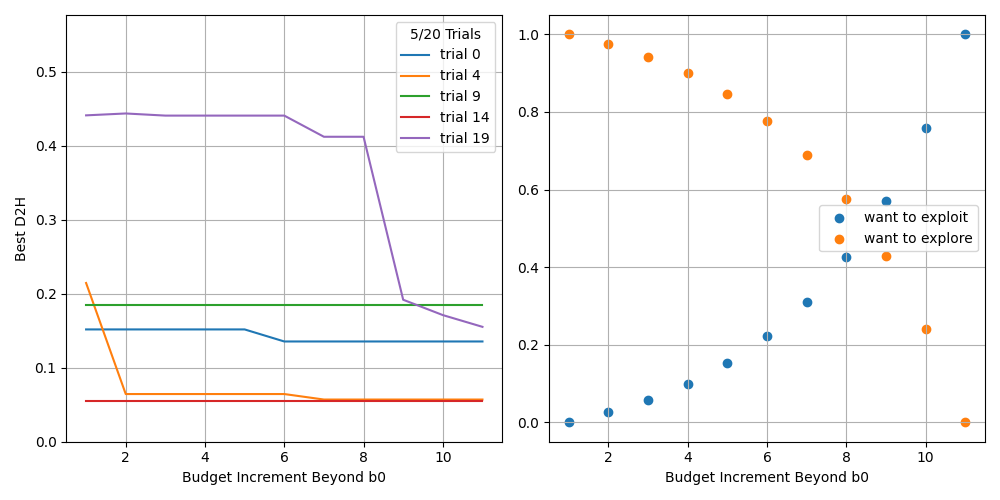 5/20 Trials
trial 0
trial 4
trial 9
trial 14
trial 19
Best D2H
0.5
0.4
0.3
0.2
0.1
0.0
2 4 6 8 10
Budget Increment Beyond b0
1.0
0.8
0.6
0.4
0.2
0.0
want to exploit
want to explore
2 4 6 8 10
Budget Increment Beyond b0